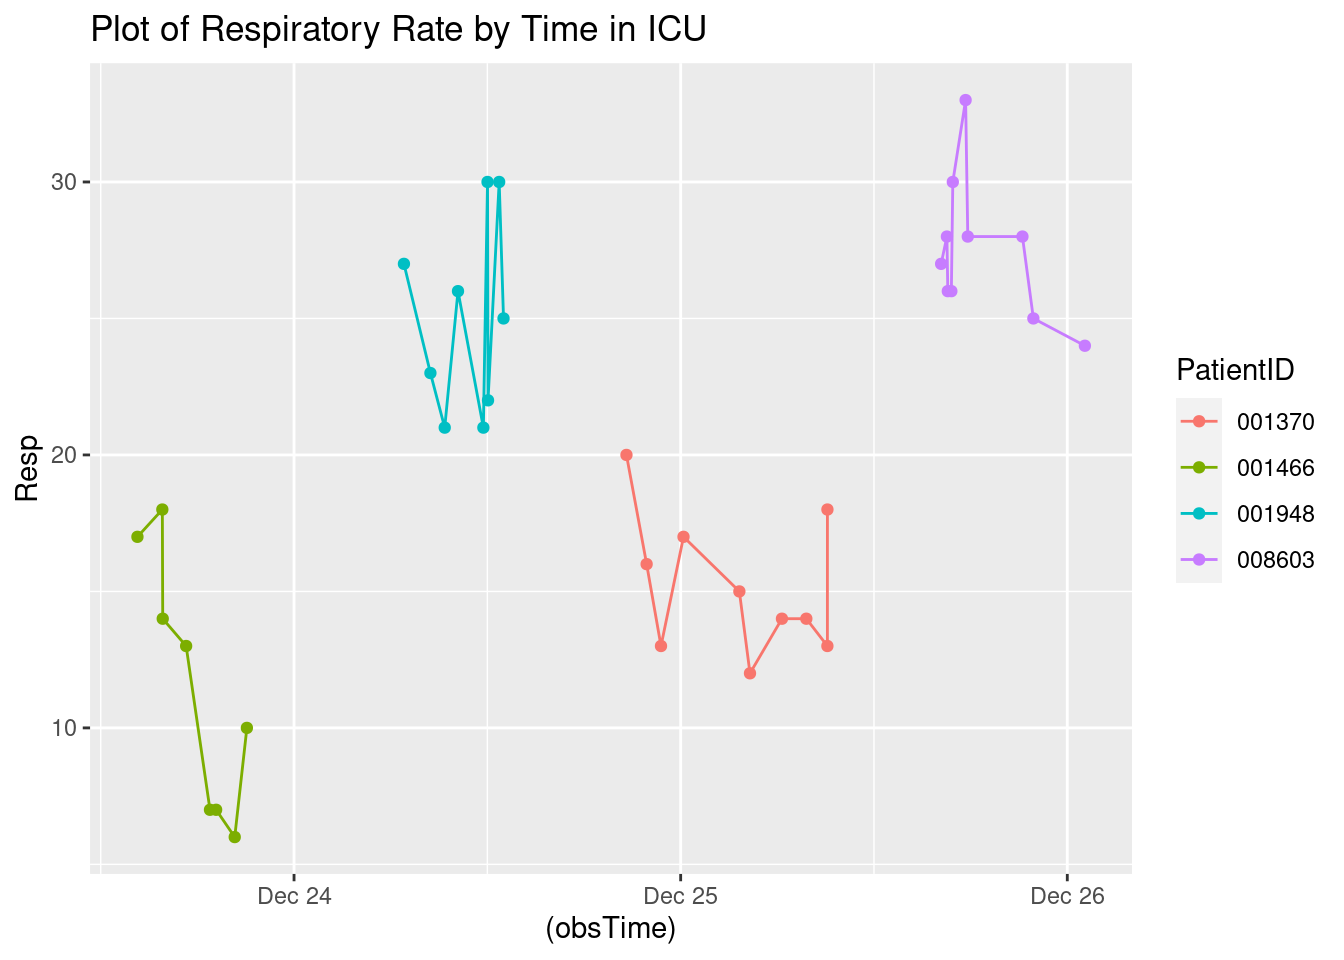 Plot of Respiratory Rate by Time in ICU
Resp
30
20
10
Dec 24
Dec 25
Dec 26
(obsTime)
PatientID
001370
001466
001948
008603